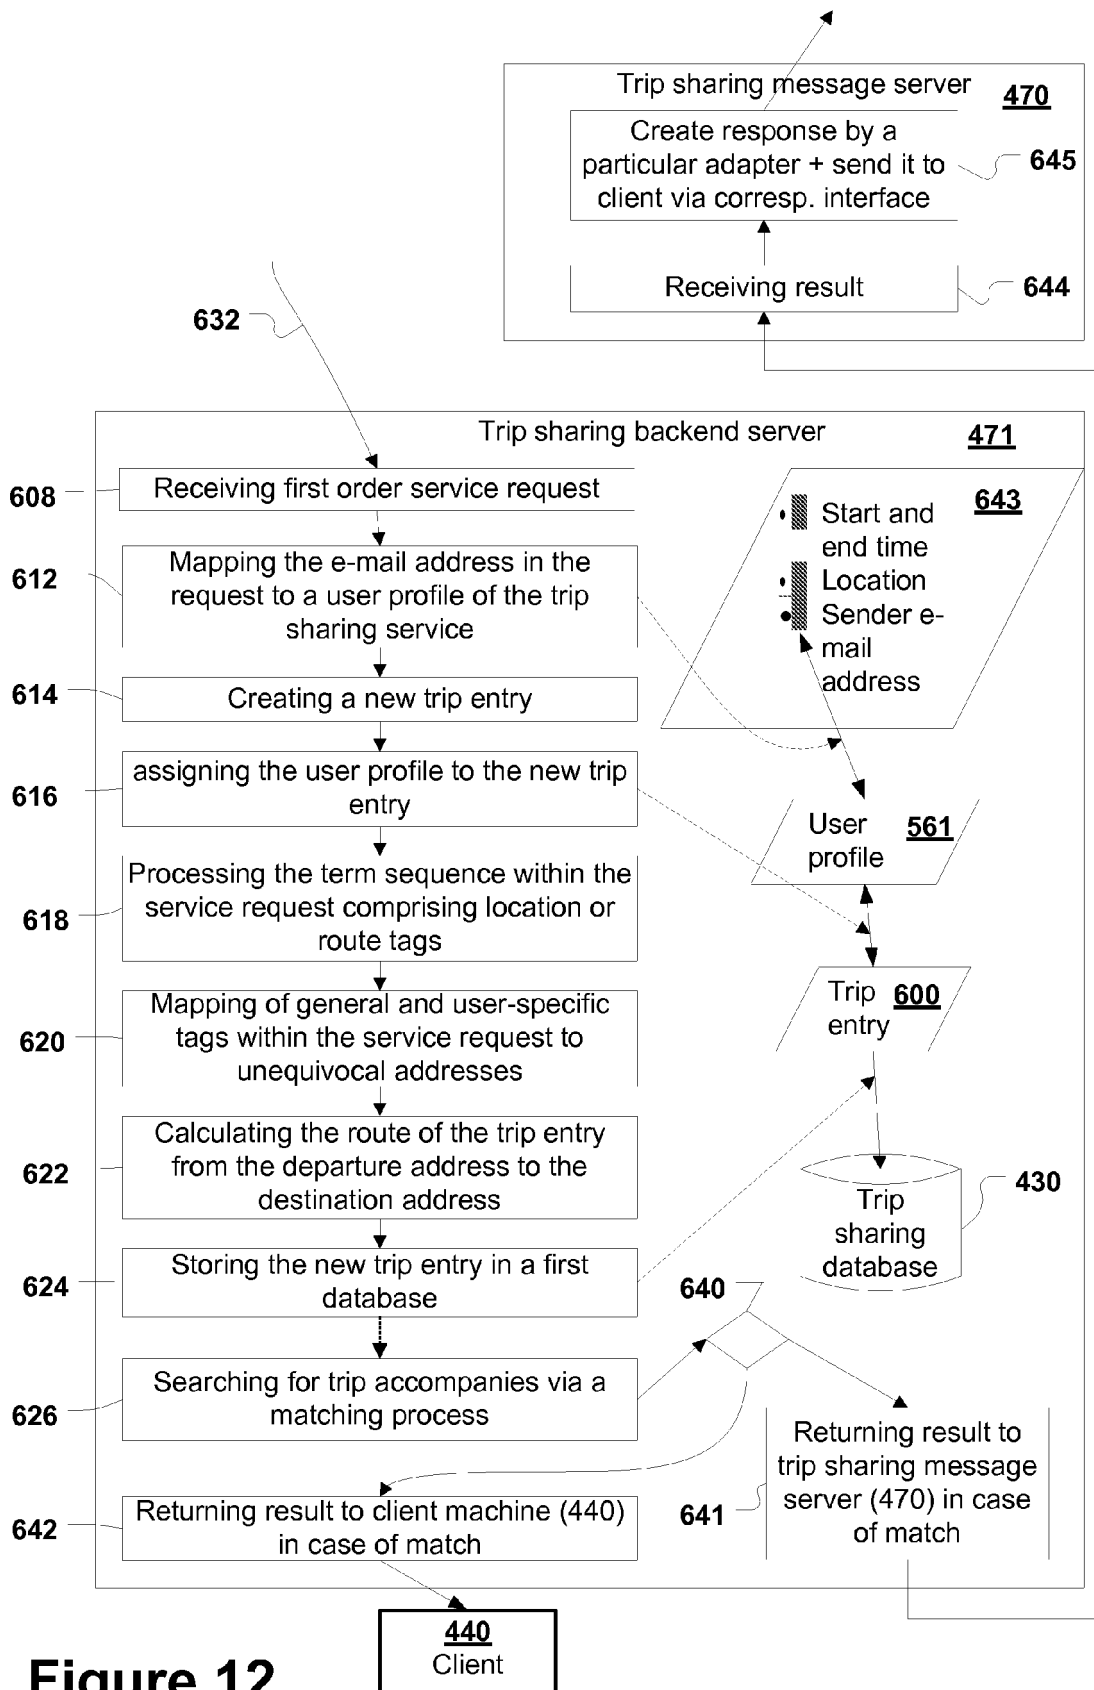 Trip sharing message server
470
Create response by a
particular adapter + send it to
client via corresp. interface
645
Receiving result
644
632
Trip sharing backend server
471
608
Receiving first order service request
643
Start and
end time
Location
Sender e-
mail
address
612
Mapping the e-mail address in the
request to a user profile of the trip
sharing service
614
Creating a new trip entry
616
assigning the user profile to the new trip
entry
User
profile
561
618
Processing the term sequence within the
service request comprising location or
route tags
Trip
entry
600
620
Mapping of general and user-specific
tags within the service request to
unequivocal addresses
622
Calculating the route of the trip entry
from the departure address to the
destination address
430
Trip
sharing
database
624
Storing the new trip entry in a first
database
640
626
Searching for trip accompanies via a
matching process
641
Returning result to
trip sharing message
server (470) in case
of match
642
Returning result to client machine (440)
in case of match
440
Client
Figure 12